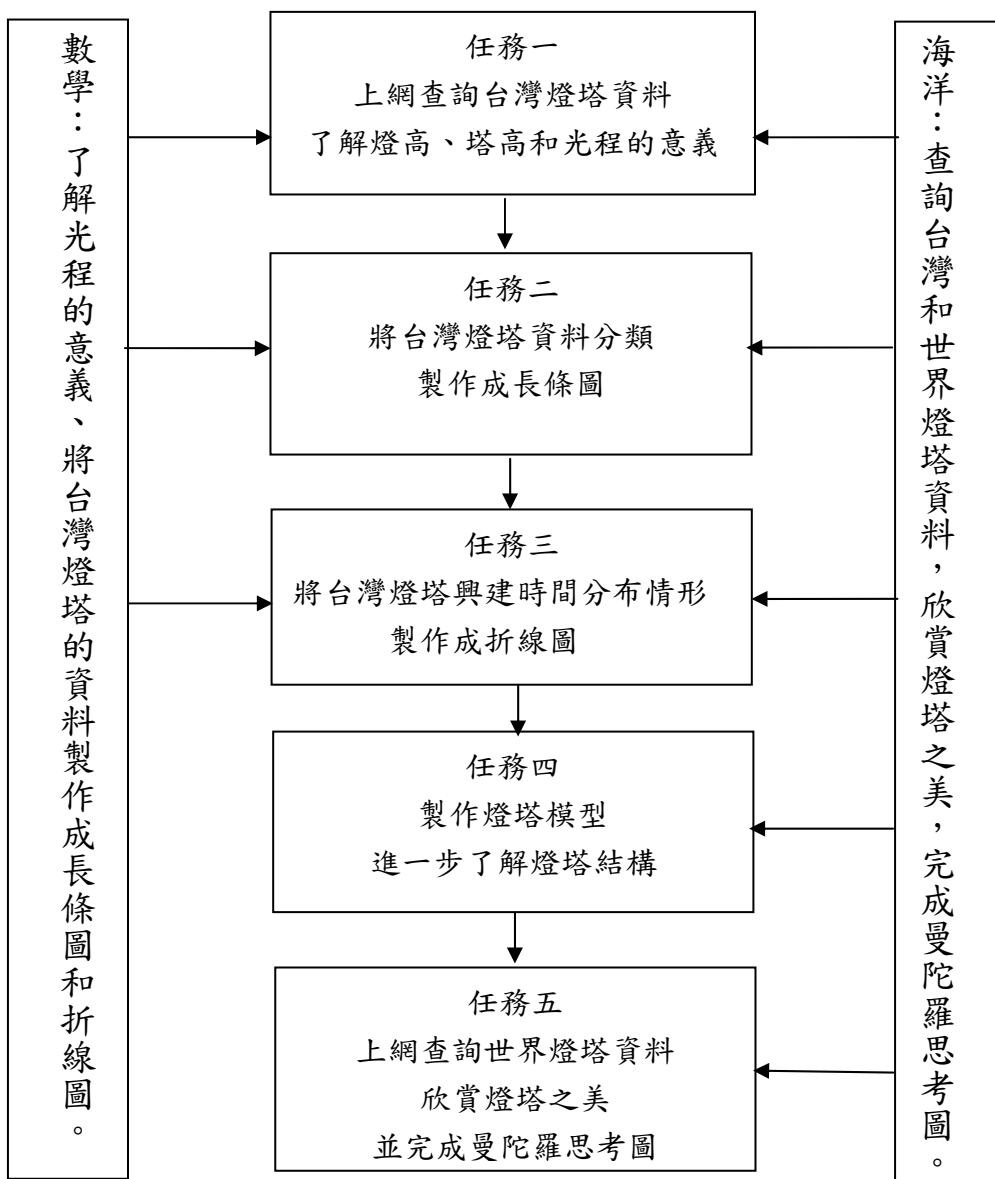 數學：了解光程的意義、將台灣燈塔的資料製作成長條圖和折線圖。
任務一
上網查詢台灣燈塔資料
了解燈高、塔高和光程的意義
任務二
將台灣燈塔資料分類
製作成長條圖
任務三
將台灣燈塔興建時間分布情形
製作成折線圖
任務四
製作燈塔模型
進一步了解燈塔結構
任務五
上網查詢世界燈塔資料
欣賞燈塔之美
並完成曼陀羅思考圖
海洋：查詢台灣和世界燈塔資料，欣賞燈塔之美，完成曼陀羅思考圖。